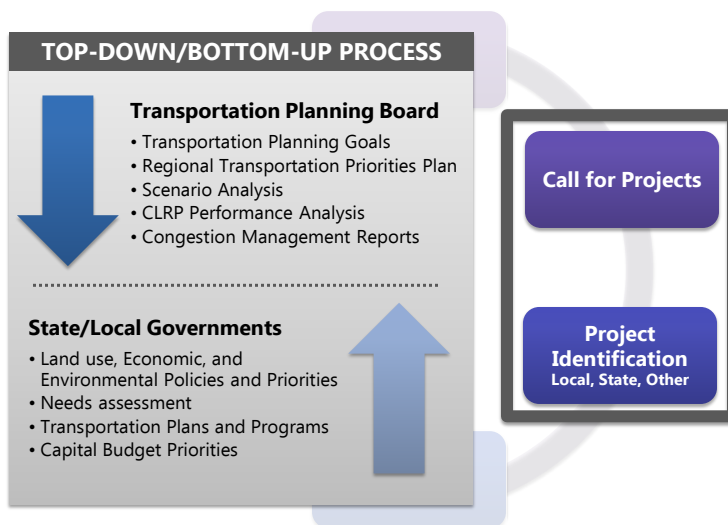 TOP-DOWN/BOTTOM-UP PROCESS
Transportation Planning Board
• Transportation Planning Goals
• Regional Transportation Priorities Plan
• Scenario Analysis
• CLRP Performance Analysis
• Congestion Management Reports
State/Local Governments
• Land use, Economic, and
Environmental Policies and Priorities
• Needs assessment
• Transportation Plans and Programs
• Capital Budget Priorities
Call for Projects
Project
Identification
Local, State, Other